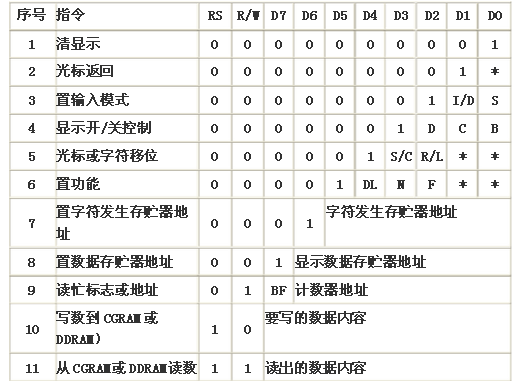 序号 指令 RS R/W D7 D6 D5 D4 D3 D2 D1 D0
1 清显示 0 0 0 0 0 0 0 0 0 1
2 光标返回 0 0 0 0 0 0 0 0 1 *
3 置输入模式 0 0 0 0 0 0 0 1 I/D S
4 显示开/关控制 0 0 0 0 0 0 1 D C B
5 光标或字符移位 0 0 0 0 0 1 S/C R/L * *
6 置功能 0 0 0 0 1 DL N F * *
7 置字符发生存贮器地 0 0 0 1 字符发生存贮器地址
址
8 置数据存贮器地址 0 0 1 显示数据存贮器地址
9 读忙标志或地址 0 1 BF 计数器地址
10 写数到CGRAM或 1 0 要写的数据内容
DDRAM)
11 从CGRAM或DDRAM读数 1 1 读出的数据内容